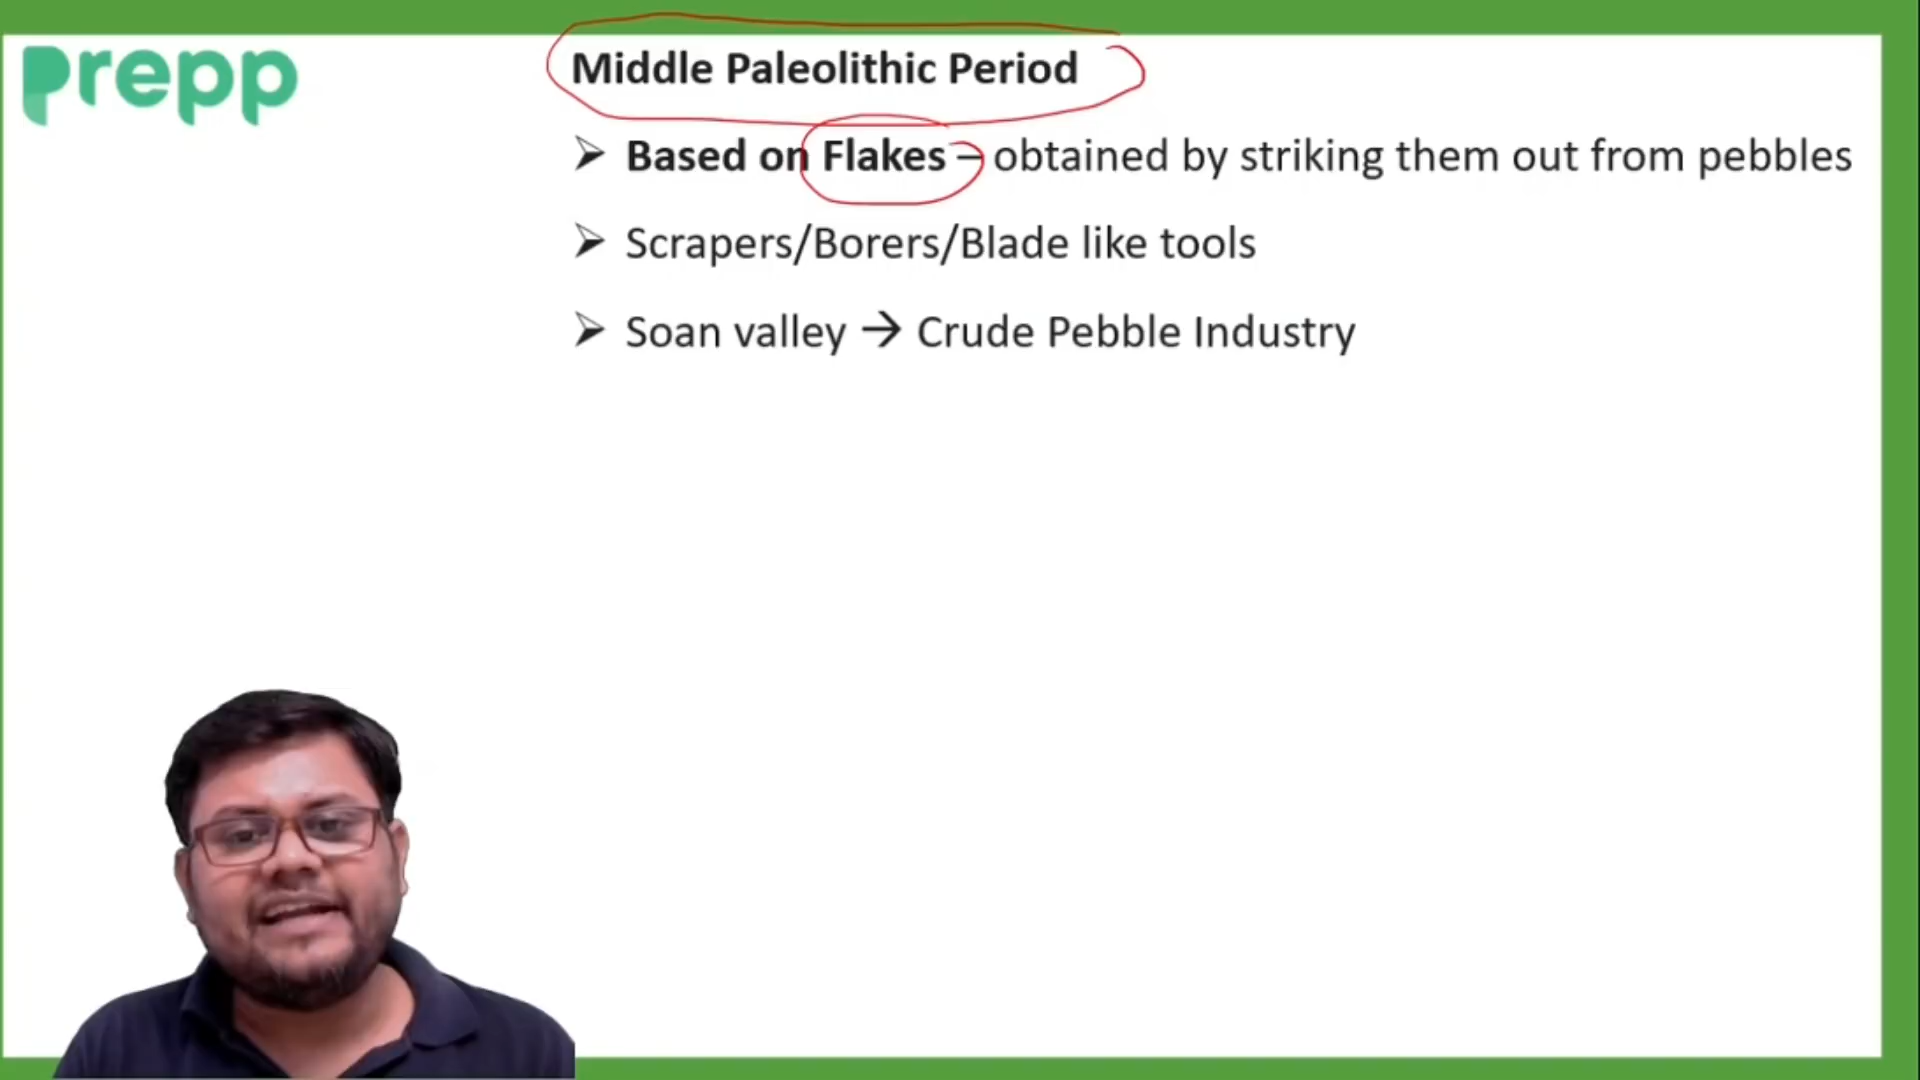 prepp
Middle Paleolithic Period
➢ Based on Flakes – obtained by striking them out from pebbles
➢ Scrapers/Borers/Blade like tools
➢ Soan valley → Crude Pebble Industry